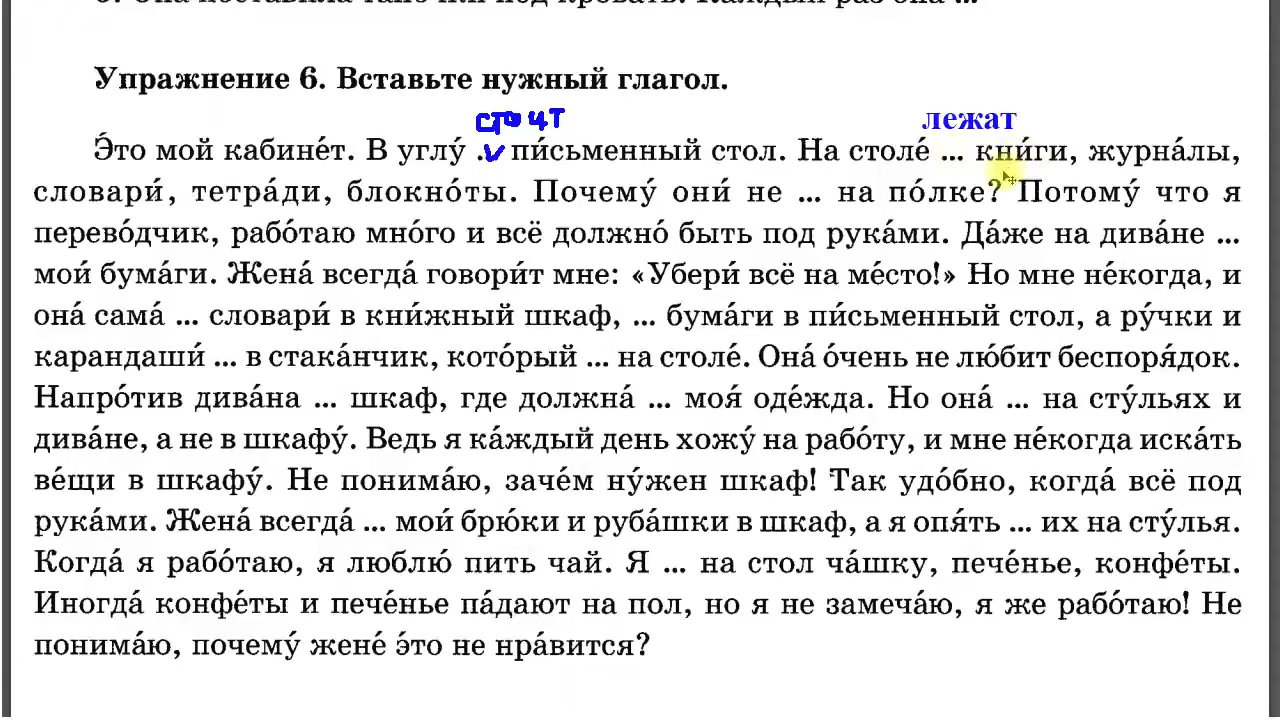 Упражнение 6. Вставьте нужный глагол.
стоит лежат
Э́то мой кабине́т. В углу́ . пи́сьменный стол. На столе́ ... кни́ги, журна́лы,
словари́, тетра́ди, блокно́ты. Почему́ они́ не ... на по́лке? Потому́ что я
перево́дчик, рабо́таю мно́го и всё должно́ быть под рука́ми. Да́же на дива́не ...
мои́ бума́ги. Жена́ всегда́ говори́т мне: «Убери́ всё на ме́сто!» Но мне не́когда, и
она́ сама́ ... словари́ в кни́жный шкаф, ... бума́ги в пи́сьменный стол, а ру́чки и
карандаши́ ... в стака́нчик, кото́рый ... на столе́. Она́ о́чень не лю́бит беспоря́док.
Напро́тив дива́на ... шкаф, где должна́ ... моя́ оде́жда. Но она́ ... на сту́льях и
дива́не, а не в шкафу́. Ведь я ка́ждый день хожу́ на рабо́ту, и мне не́когда иска́ть
ве́щи в шкафу́. Не понима́ю, заче́м ну́жен шкаф! Так удо́бно, когда́ всё под
рука́ми. Жена́ всегда́ ... мои́ брю́ки и руба́шки в шкаф, а я опя́ть ... их на сту́лья.
Когда́ я рабо́таю, я люблю́ пить чай. Я ... на стол ча́шку, пече́нье, конфе́ты.
Иногда́ конфе́ты и пече́нье па́дают на пол, но я не замеча́ю, я же рабо́таю! Не
понима́ю, почему́ жене́ э́то не нра́вится?